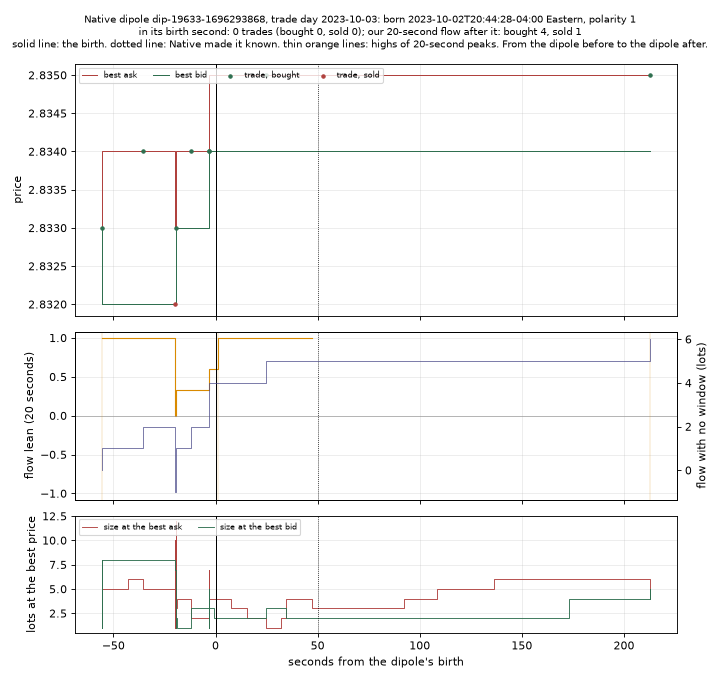 Native dipole dip-19633-1696293868, trade day 2023-10-03: born 2023-10-02T20:44:28-04:00 Eastern, polarity 1
in its birth second: 0 trades (bought 0, sold 0); our 20-second flow after it: bought 4, sold 1
solid line: the birth. dotted line: Native made it known. thin orange lines: highs of 20-second peaks. From the dipole before to the dipole after.
best ask
best bid
trade, bought
trade, sold
2.8350
2.8345
2.8340
2.8335
2.8330
2.8325
2.8320
price
1.0
0.5
0.0
−0.5
−1.0
flow lean (20 seconds)
6
4
2
0
flow with no window (lots)
size at the best ask
size at the best bid
12.5
10.0
7.5
5.0
2.5
lots at the best price
−50
0
50
100
150
200
seconds from the dipole's birth